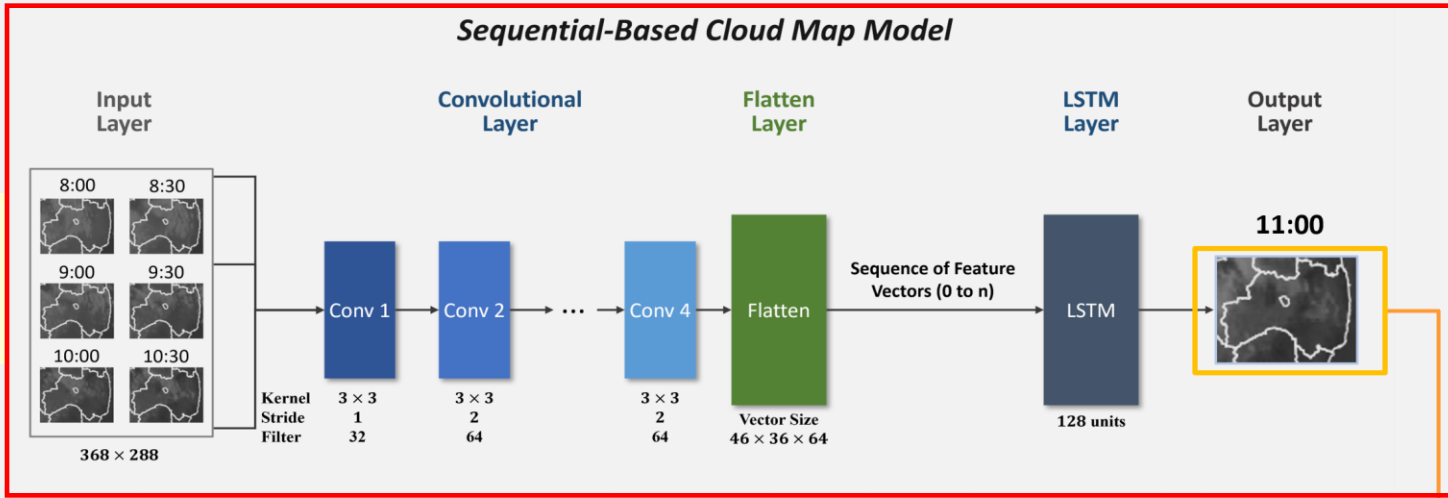 Sequential-Based Cloud Map Model
Input
Layer
Convolutional
Layer
Flatten
Layer
LSTM
Layer
Output
Layer
8:00 8:30
9:00 9:30
10:00 10:30
368 × 288
Conv 1
Conv 2
...
Conv 4
Flatten
Sequence of Feature
Vectors (0 to n)
LSTM
11:00
Kernel 3 × 3 3 × 3 3 × 3
Stride 1 2 2
Filter 32 64 64
Vector Size
46 × 36 × 64
128 units